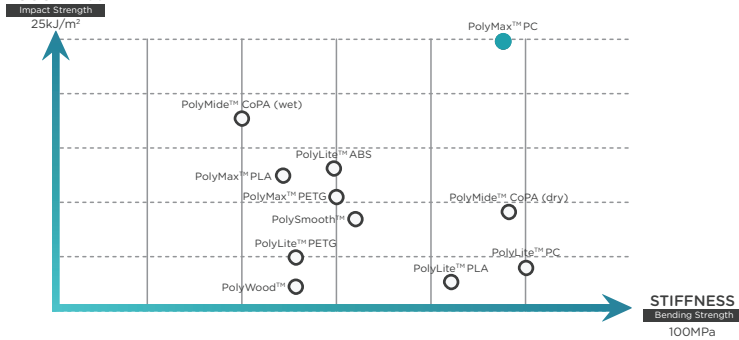 Impact Strength
25kJ/m²
PolyMax™ PC
PolyMide™ CoPA (wet)
PolyLite™ ABS
PolyMax™ PLA
PolyMax™ PETG
PolyMide™ CoPA (dry)
PolySmooth™
PolyLite™ PETG
PolyLite™ PC
PolyLite™ PLA
PolyWood™
STIFFNESS
Bending Strength
100MPa